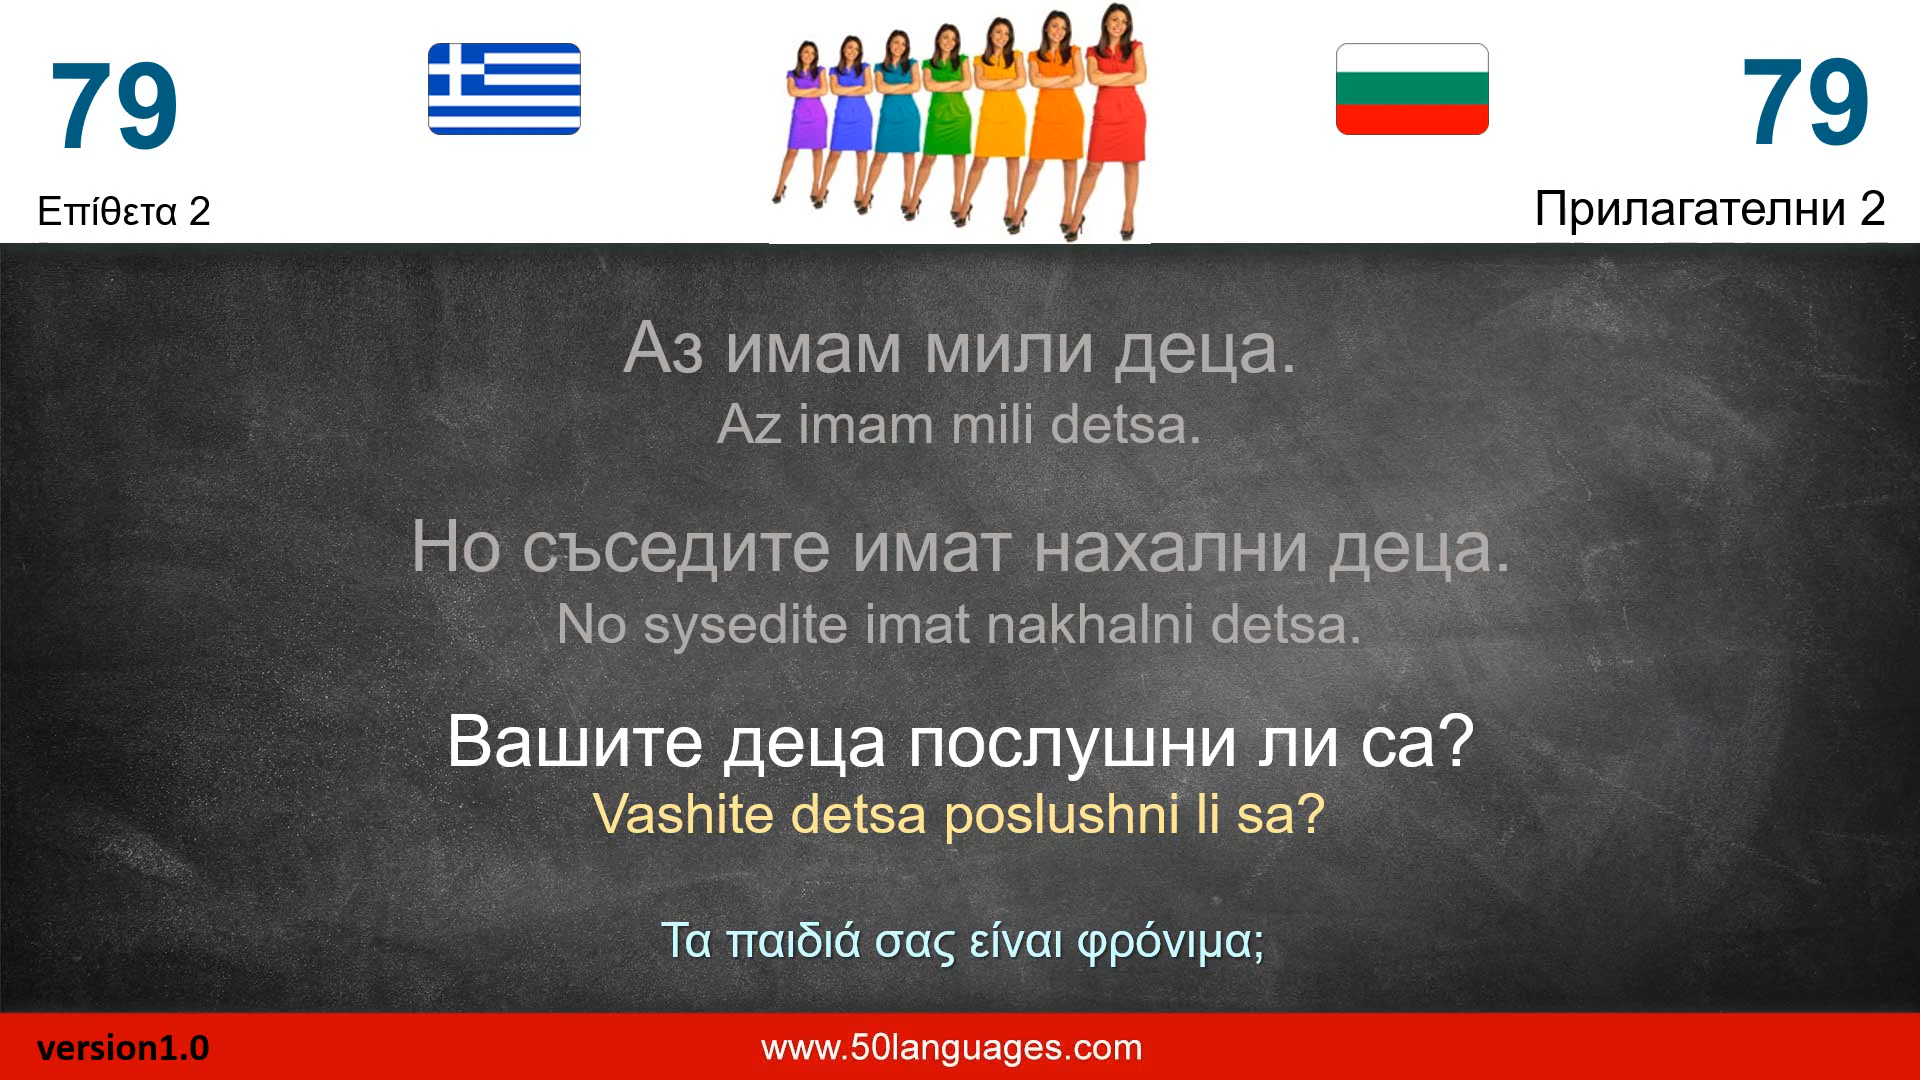 79
79
Επίθετα 2
Прилагателни 2
Аз имам мили деца.
Az imam mili detsa.
Но съседите имат нахални деца.
No sysedite imat nakhalni detsa.
Вашите деца послушни ли са?
Vashite detsa poslushni li sa?
Τα παιδιά σας είναι φρόνιμα;
version1.0
www.50languages.com